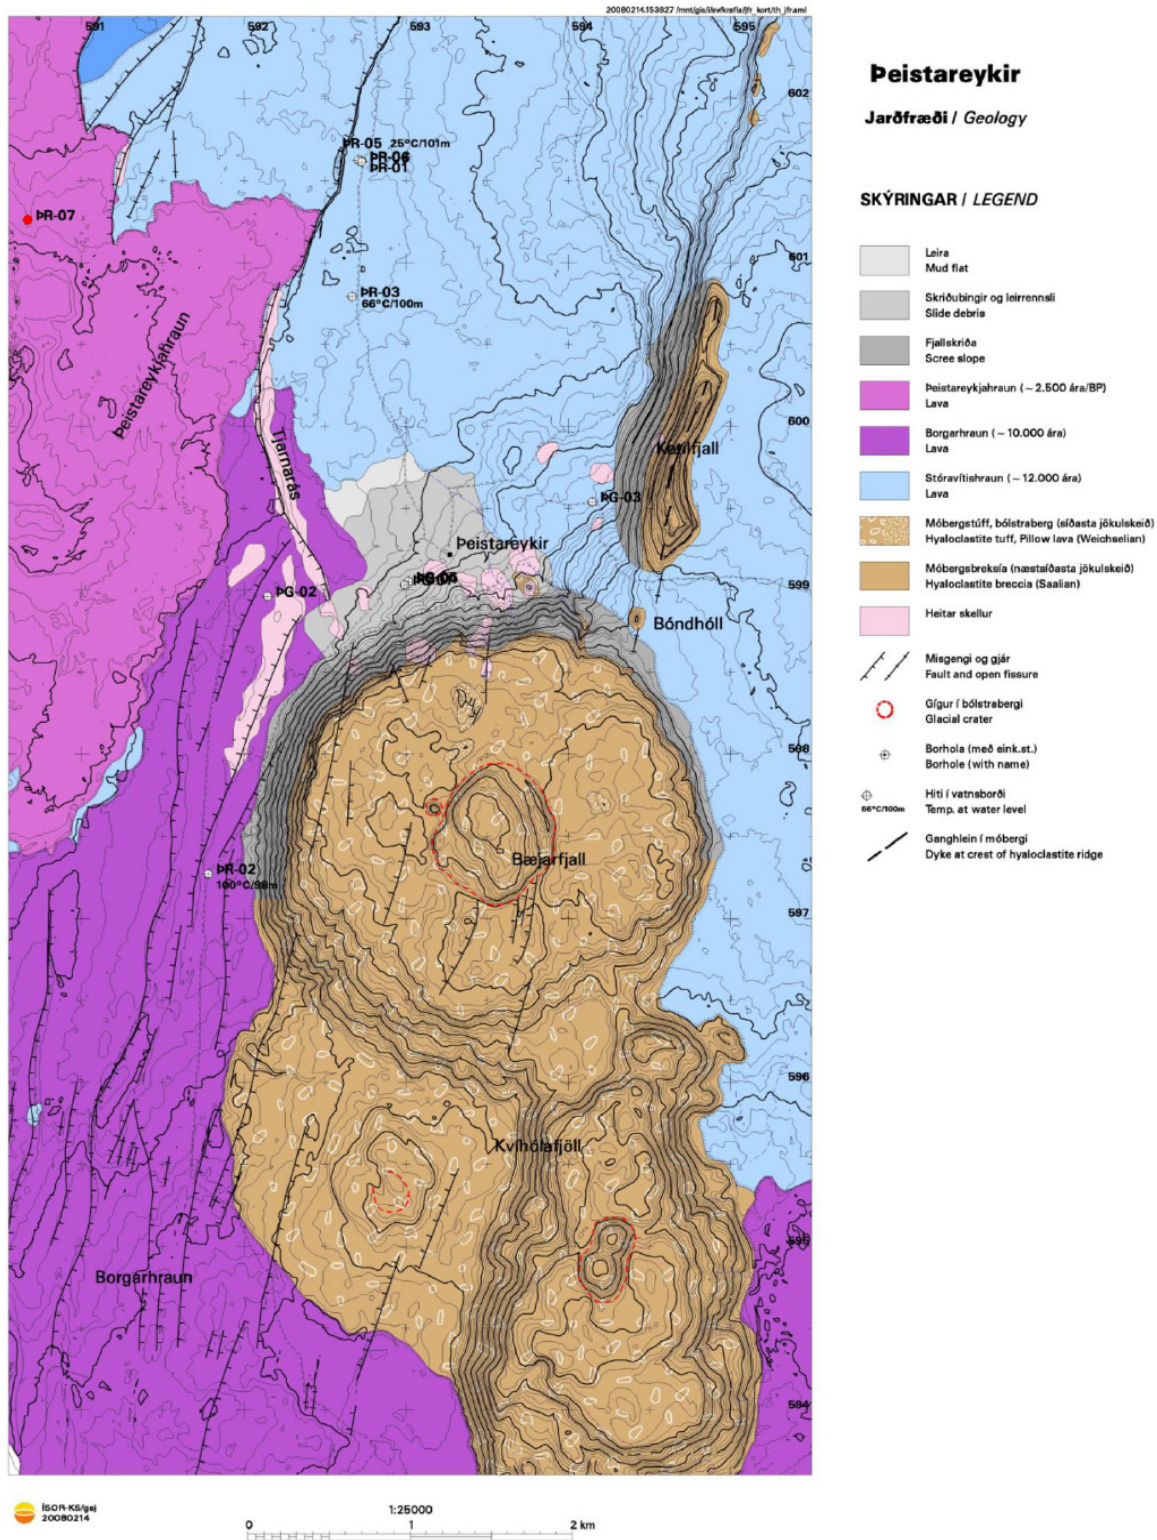 20080214.153827 /mnt/gis/i/svfkrafla/jfr_kort/th_jfr.aml
591
592
593
594
595
602
ÞR-05 25°C/101m
ÞR-06
ÞR-01
ÞR-07
601
ÞR-03
66°C/100m
Þeistareykjahraun
600
Tjarnarás
Ketilfjall
ÞG-03
Þeistareykir
599
ÞG-02
Bóndhóll
598
Bæjarfjall
ÞR-02
100°C/98m
597
596
Kvíhólafjöll
595
Borgarhraun
594
Þeistareykir
Jarðfræði / Geology
SKÝRINGAR / LEGEND
Leira
Mud flat
Skriðubingir og leirrennsli
Slide debris
Fjallskriða
Scree slope
Þeistareykjahraun (~ 2.500 ára/BP)
Lava
Borgarhraun (~ 10.000 ára)
Lava
Stóravítishraun (~ 12.000 ára)
Lava
Móbergstúff, bólstraberg (síðasta jökulskeið)
Hyaloclastite tuff, Pillow lava (Weichselian)
Móbergsbreksía (næstsíðasta jökulskeið)
Hyaloclastite breccia (Saalian)
Heitar skellur
Misgengi og gjár
Fault and open fissure
Gígur í bólstrabergi
Glacial crater
Borhola (með eink.st.)
Borehole (with name)
Hiti í vatnsborði
66°C/100m Temp. at water level
Ganghlein í móbergi
Dyke at crest of hyaloclastite ridge
ÍSOR-KS/gej
20080214
1:25000
0 1 2 km